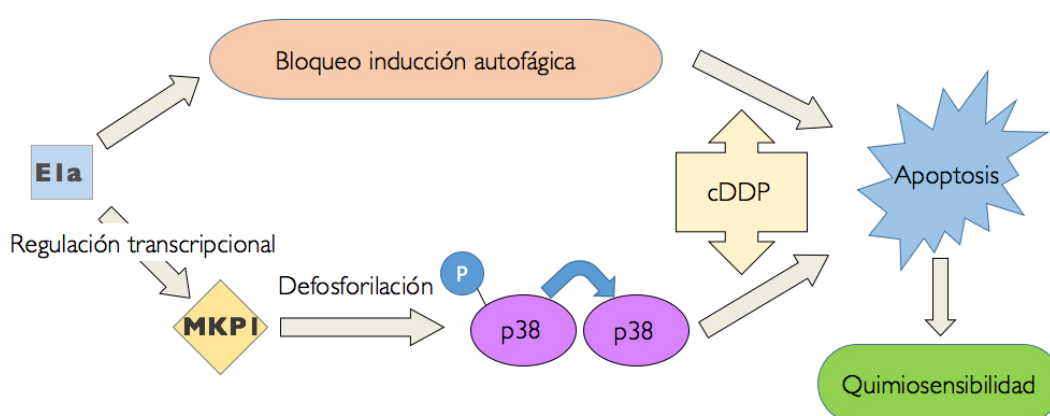 Bloqueo inducción autofágica
E1a
Apoptosis
cDDP
Regulación transcripcional
Defosforilación
P
MKP1
p38
p38
Quimiosensibilidad